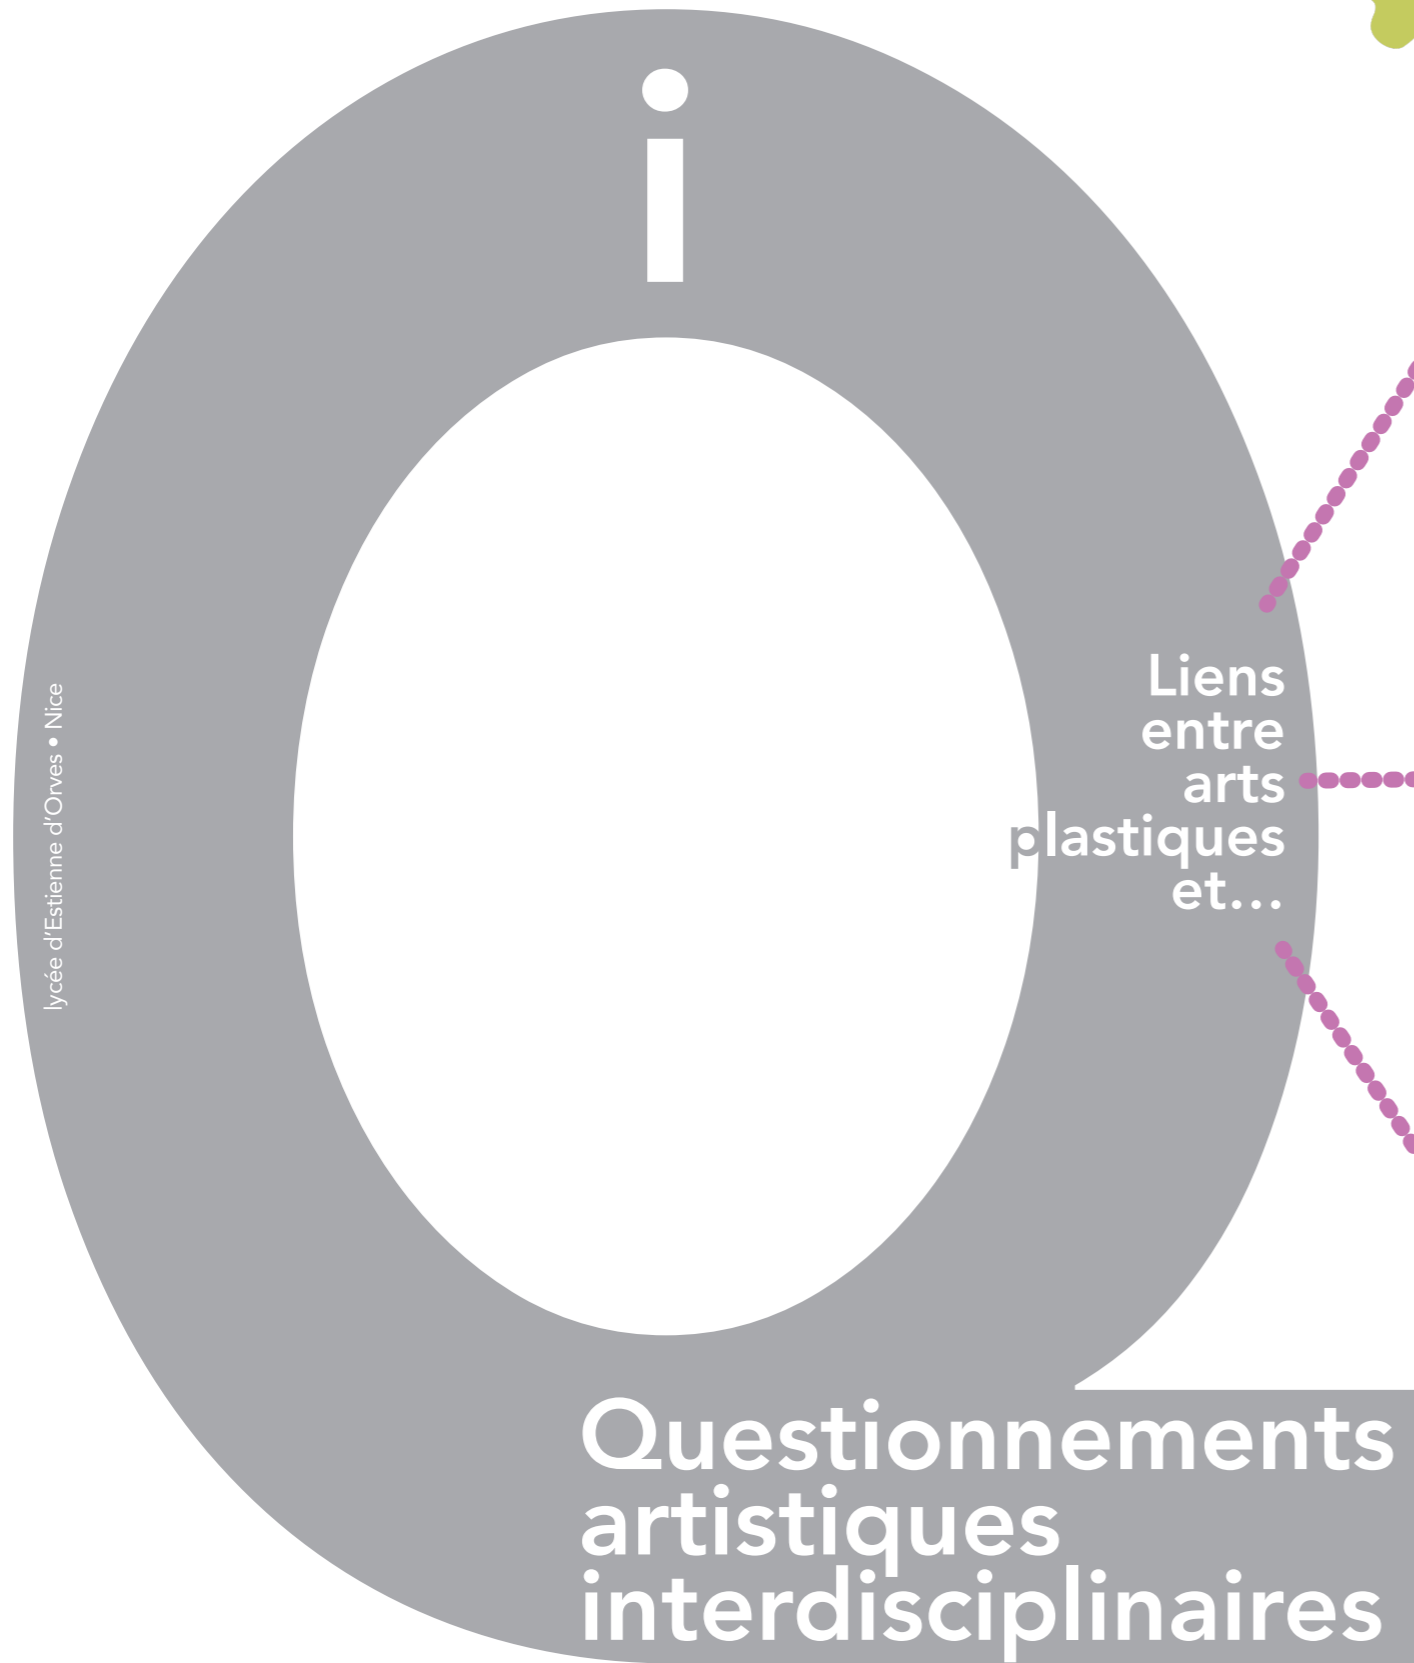 i
Liens
entre
arts
plastiques
et…
lycée d'Estienne d'Orves • Nice
Questionnements
artistiques
interdisciplinaires